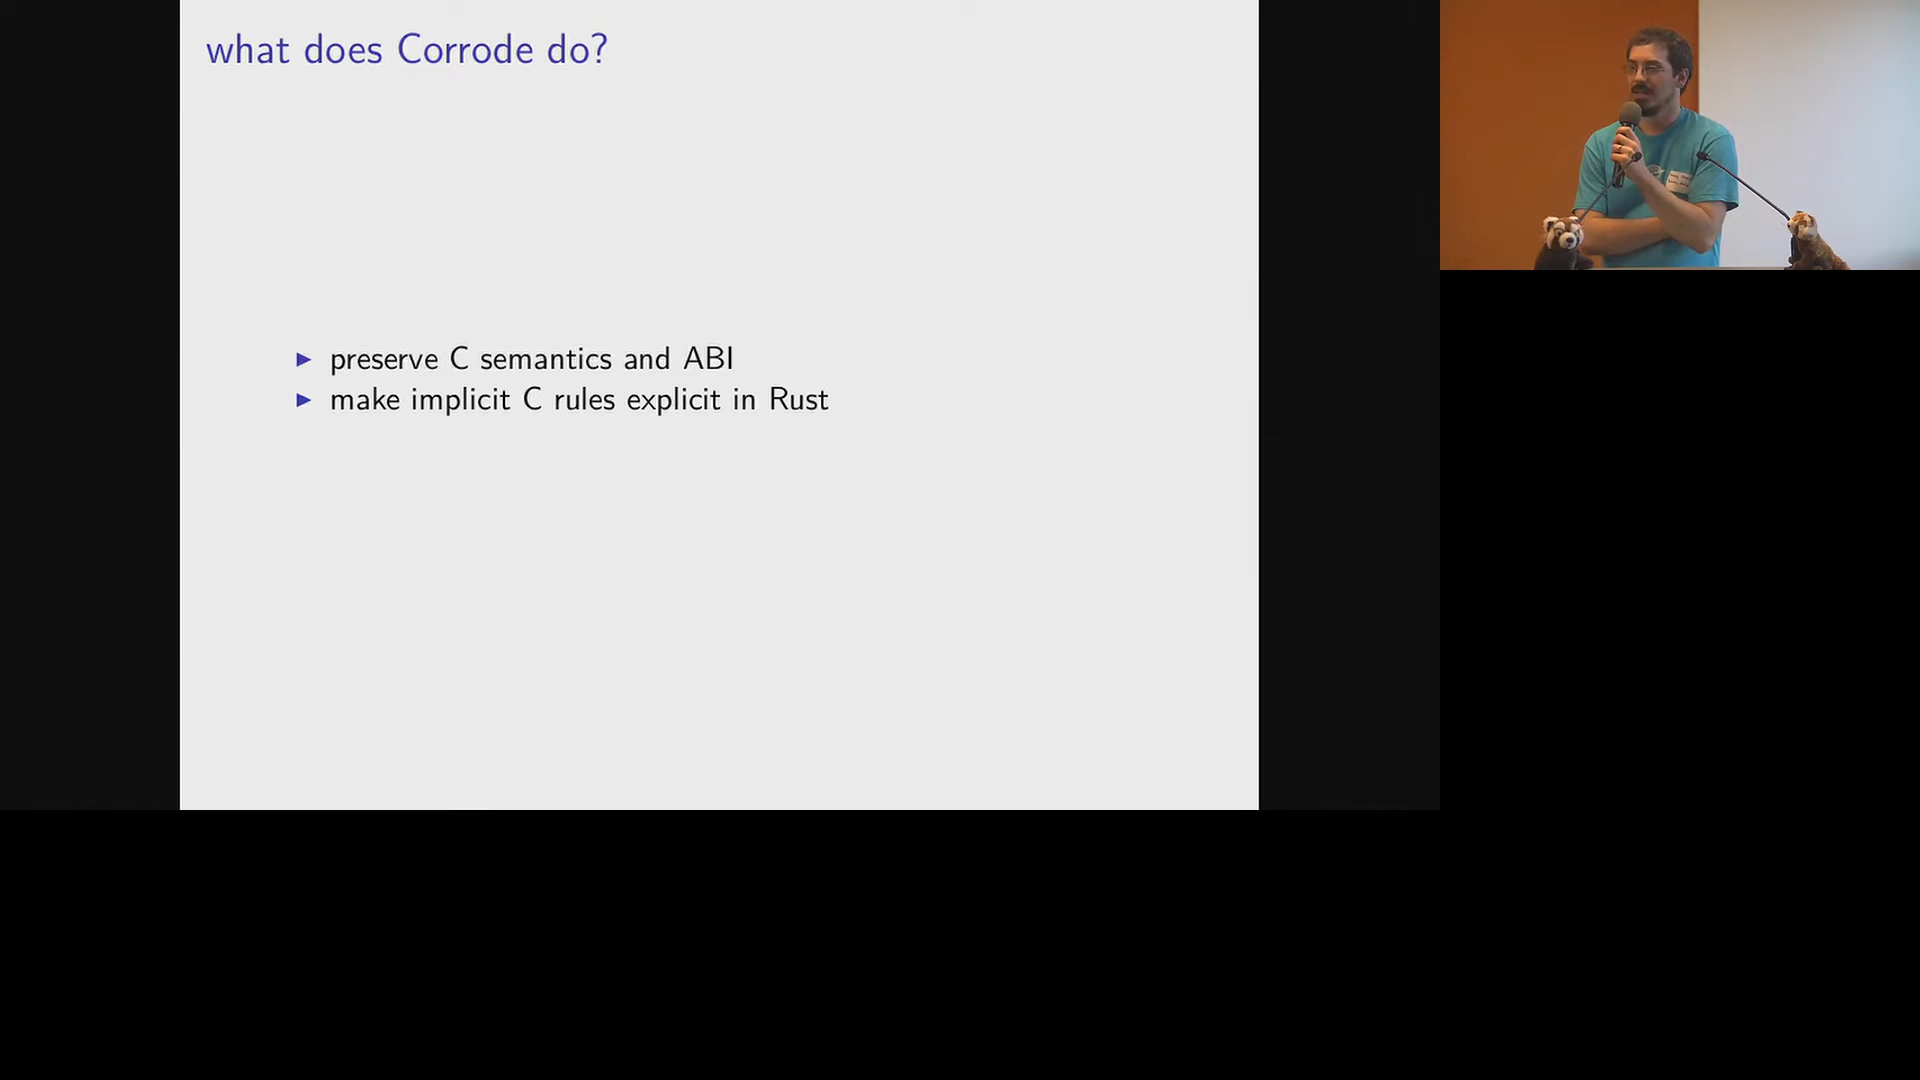 what does Corrode do?
▶ preserve C semantics and ABI
▶ make implicit C rules explicit in Rust